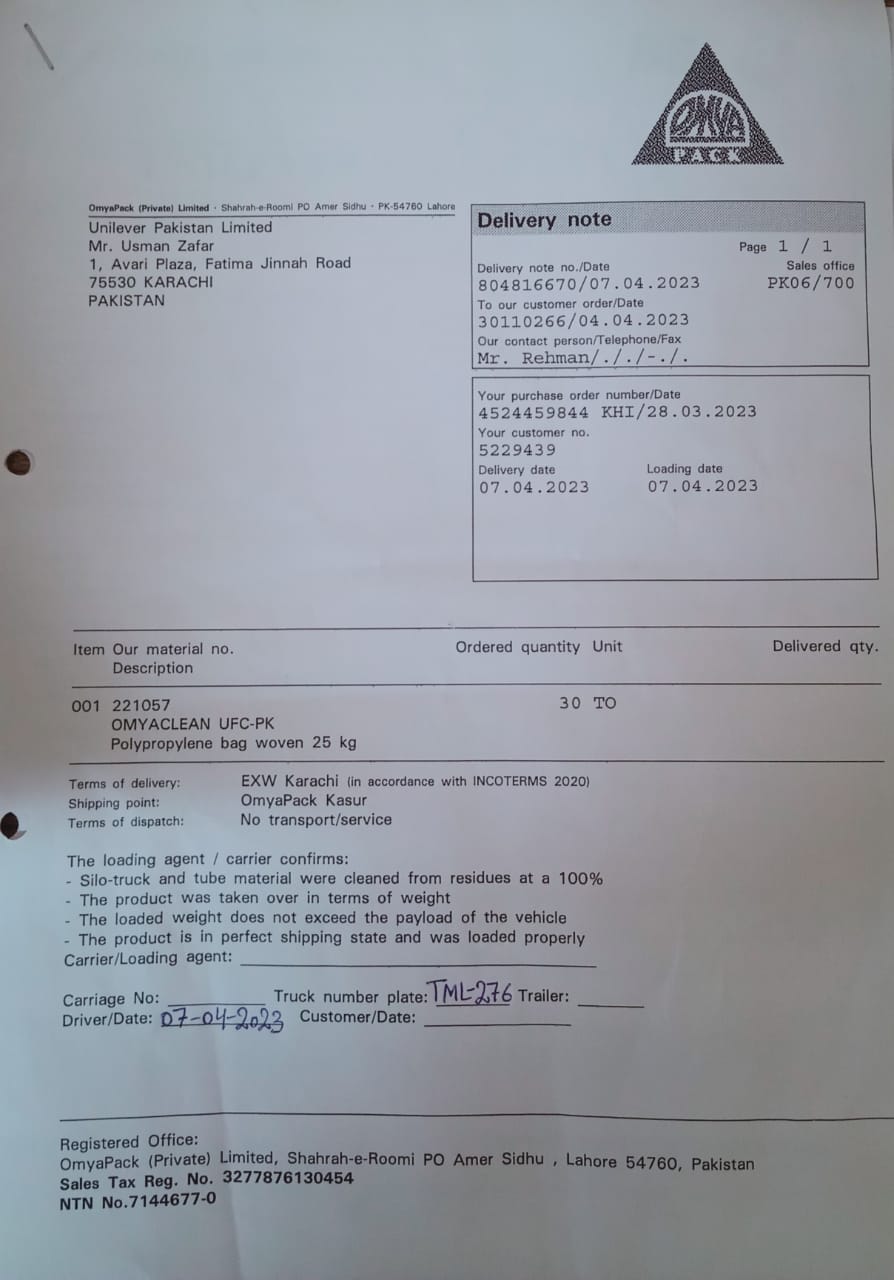 OMYA
PACK
OmyaPack (Private) Limited · Shahrah-e-Roomi PO Amer Sidhu · PK-54760 Lahore
Unilever Pakistan Limited
Mr. Usman Zafar
1, Avari Plaza, Fatima Jinnah Road
75530 KARACHI
PAKISTAN
Delivery note
Page 1 / 1
Delivery note no./Date Sales office
804816670/07.04.2023 PK06/700
To our customer order/Date
30110266/04.04.2023
Our contact person/Telephone/Fax
Mr. Rehman/././-./.
Your purchase order number/Date
4524459844 KHI/28.03.2023
Your customer no.
5229439
Delivery date Loading date
07.04.2023 07.04.2023
Item Our material no. Ordered quantity Unit Delivered qty.
Description
001 221057 30 TO
OMYACLEAN UFC-PK
Polypropylene bag woven 25 kg
Terms of delivery: EXW Karachi (in accordance with INCOTERMS 2020)
Shipping point: OmyaPack Kasur
Terms of dispatch: No transport/service
The loading agent / carrier confirms:
- Silo-truck and tube material were cleaned from residues at a 100%
- The product was taken over in terms of weight
- The loaded weight does not exceed the payload of the vehicle
- The product is in perfect shipping state and was loaded properly
Carrier/Loading agent:
Carriage No: Truck number plate: TML-276 Trailer:
Driver/Date: 07-04-2023 Customer/Date:
Registered Office:
OmyaPack (Private) Limited, Shahrah-e-Roomi PO Amer Sidhu , Lahore 54760, Pakistan
Sales Tax Reg. No. 3277876130454
NTN No.7144677-0